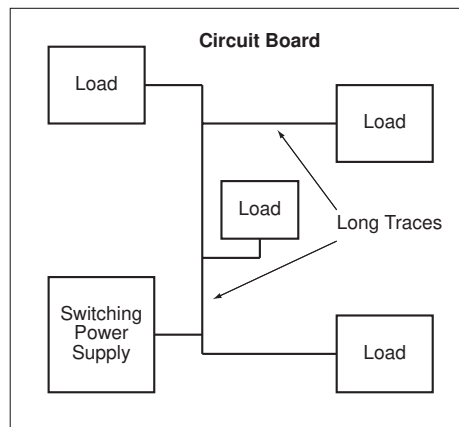 Circuit Board
Load
Load
Load
Long Traces
Switching
Power
Supply
Load